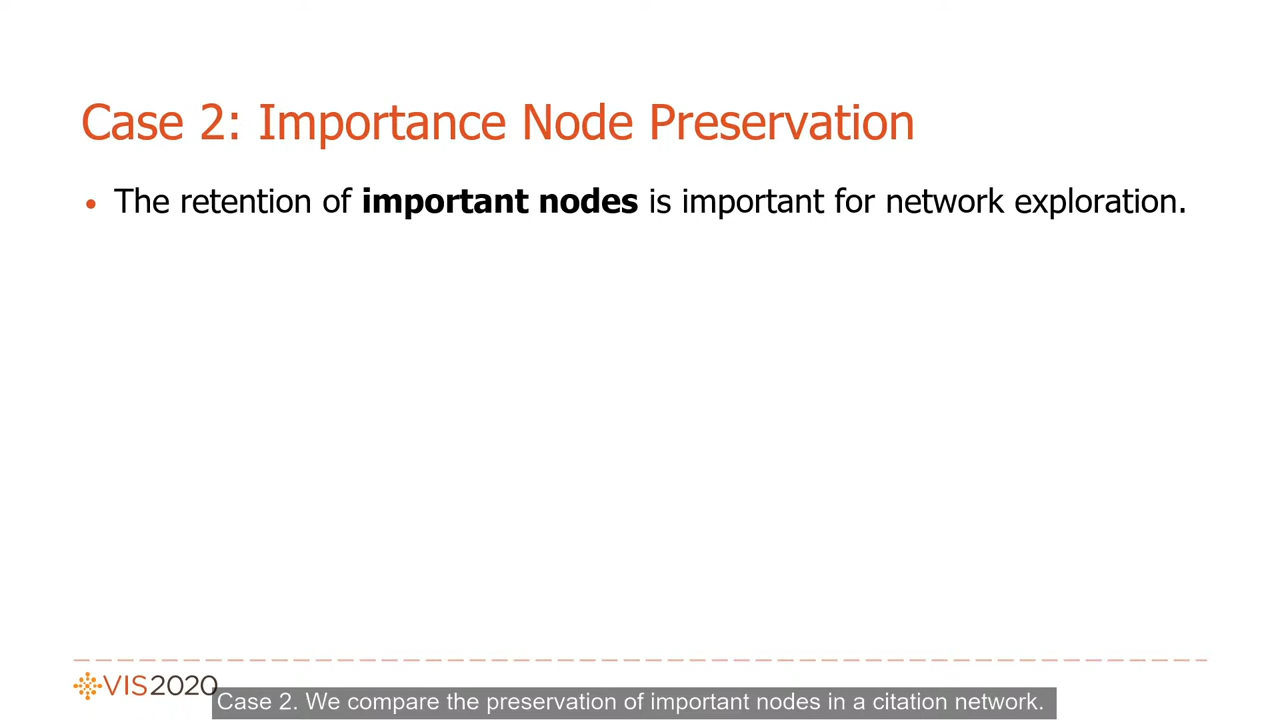 Case 2: Importance Node Preservation
• The retention of important nodes is important for network exploration.
VIS2020
Case 2. We compare the preservation of important nodes in a citation network.